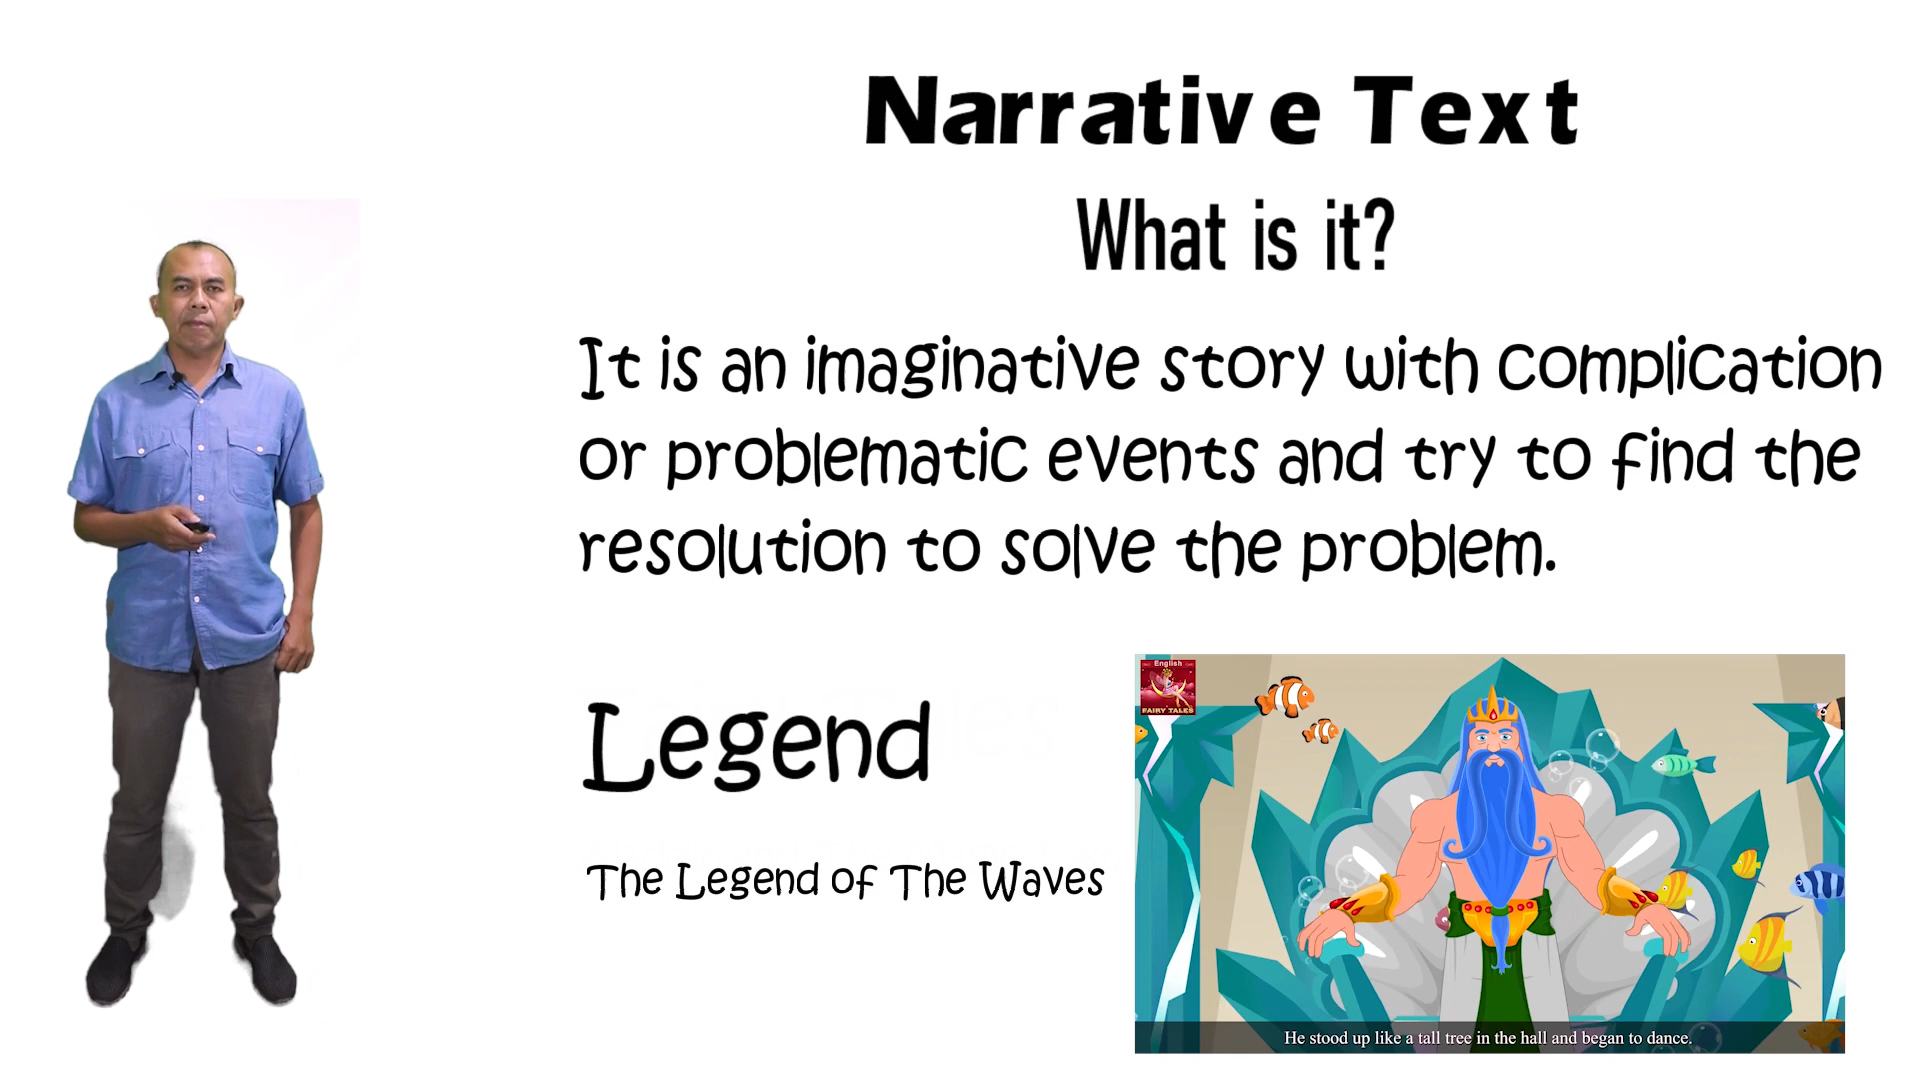 Narrative Text
What is it?
It is an imaginative story with complication
or problematic events and try to find the
resolution to solve the problem.
Legend
The Legend of The Waves
English
FAIRY TALES
He stood up like a tall tree in the hall and began to dance.